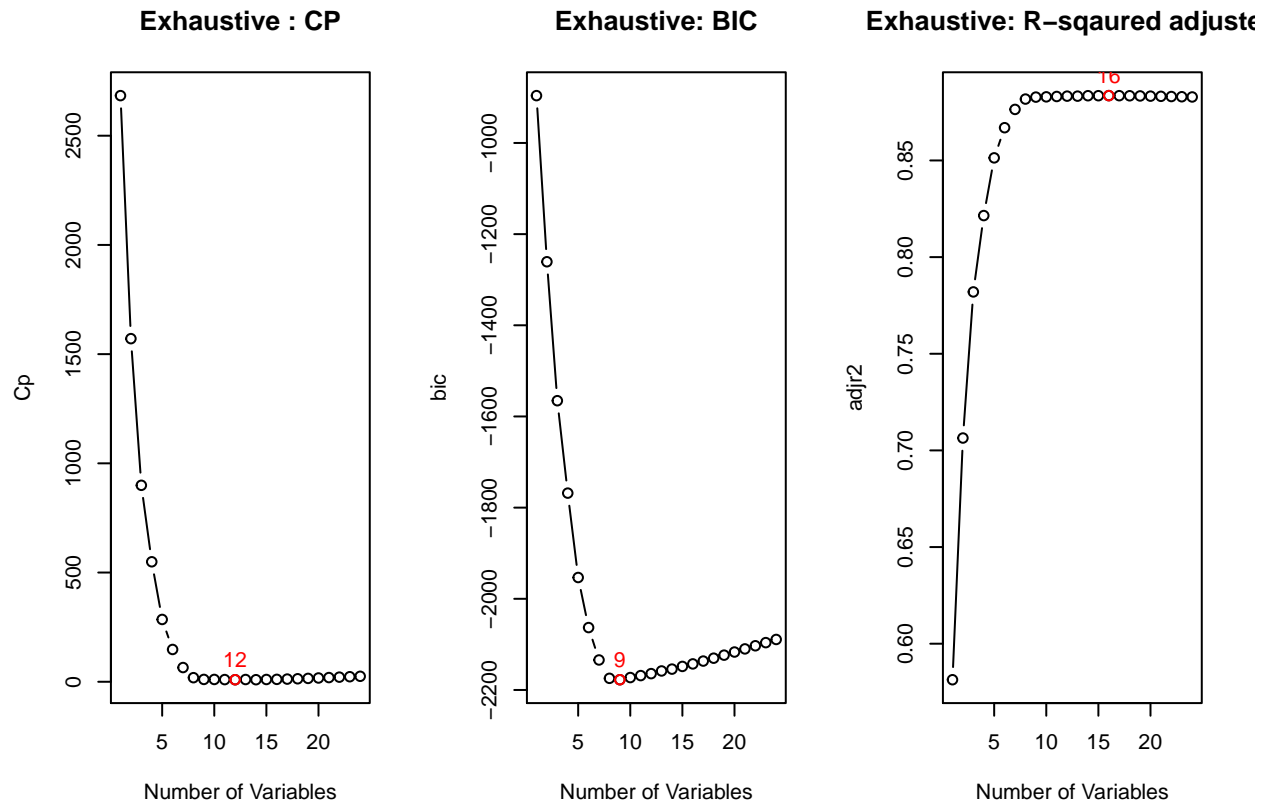 Exhaustive : CP
Cp
2500
2000
1500
1000
500
0
12
5 10 15 20
Number of Variables
Exhaustive: BIC
bic
−1000
−1200
−1400
−1600
−1800
−2000
−2200
9
5 10 15 20
Number of Variables
Exhaustive: R−sqaured adjuste
adjr2
0.85
0.80
0.75
0.70
0.65
0.60
16
5 10 15 20
Number of Variables